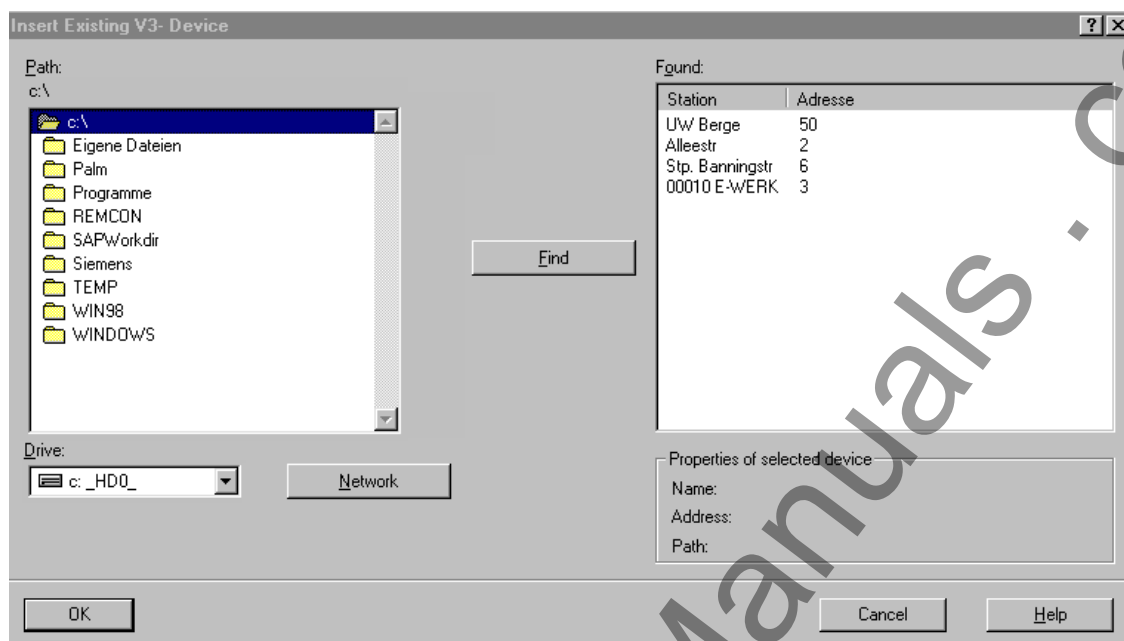 Insert Existing V3- Device
Path:
c:\
c:\
Eigene Dateien
Palm
Programme
REMCON
SAPWorkdir
Siemens
TEMP
WIN98
WINDOWS
Drive:
c: _HD0_
Network
Find
Found:
Station Adresse
UW Berge 50
Alleestr 2
Stp. Banningstr 6
00010 E-WERK 3
Properties of selected device
Name:
Address:
Path:
OK
Cancel
Help
Manuals . c